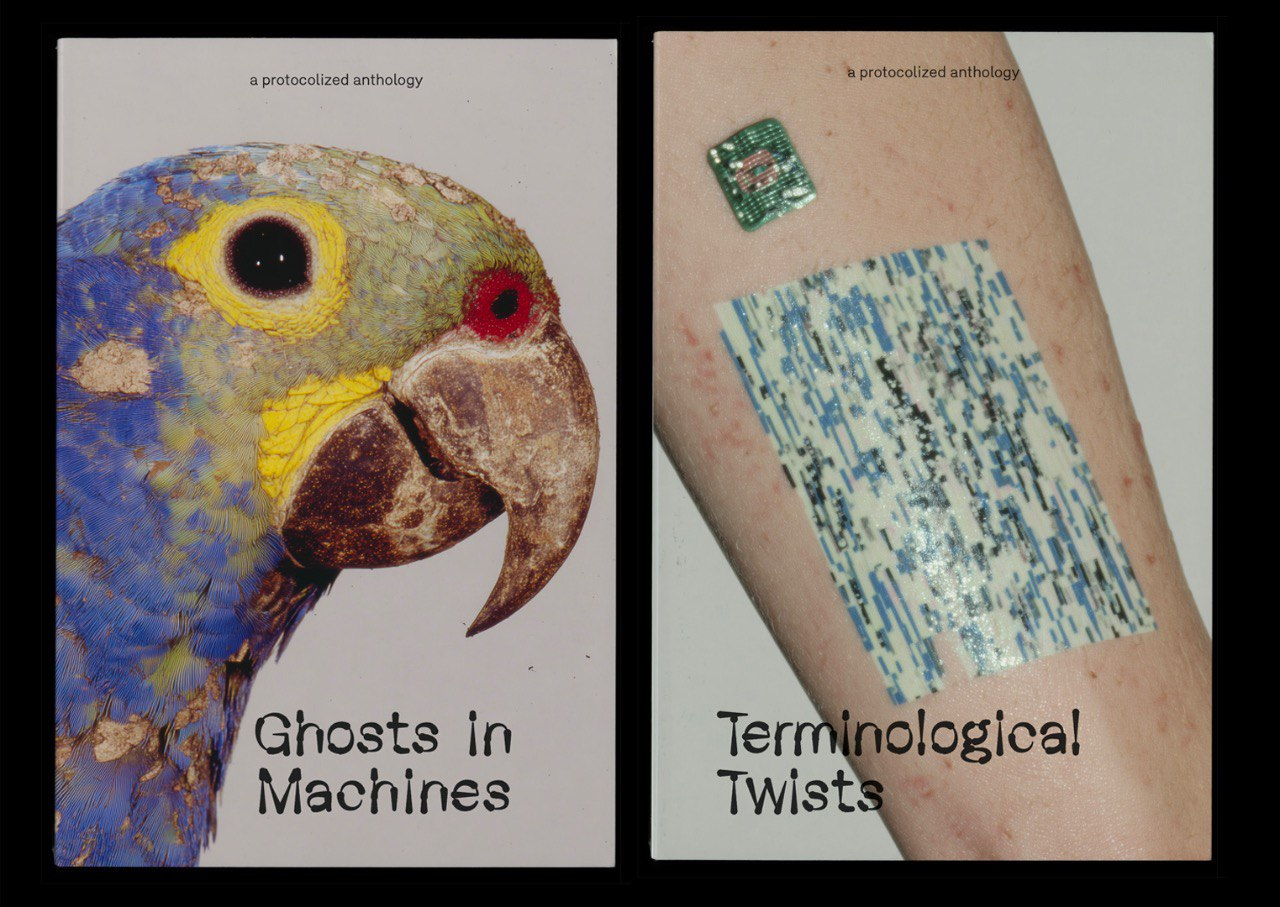 a protocolized anthology
Ghosts in
Machines
a protocolized anthology
Terminological
Twists